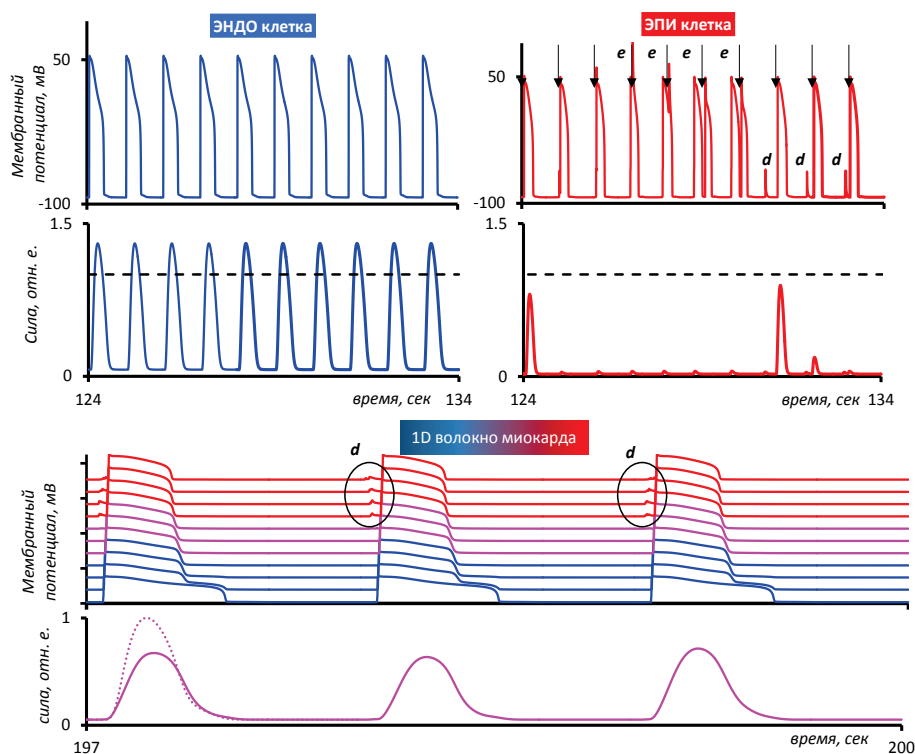 ЭНДО клетка
ЭПИ клетка
Мембранный
потенциал, мВ
50
-100
50
-100
e
e
e
e
d
d
d
Сила, отн. е.
1.5
0
124
время, сек
134
1.5
0
124
время, сек
134
1D волокно миокарда
Мембранный
потенциал, мВ
d
d
сила, отн. е.
1
0
197
время, сек
200